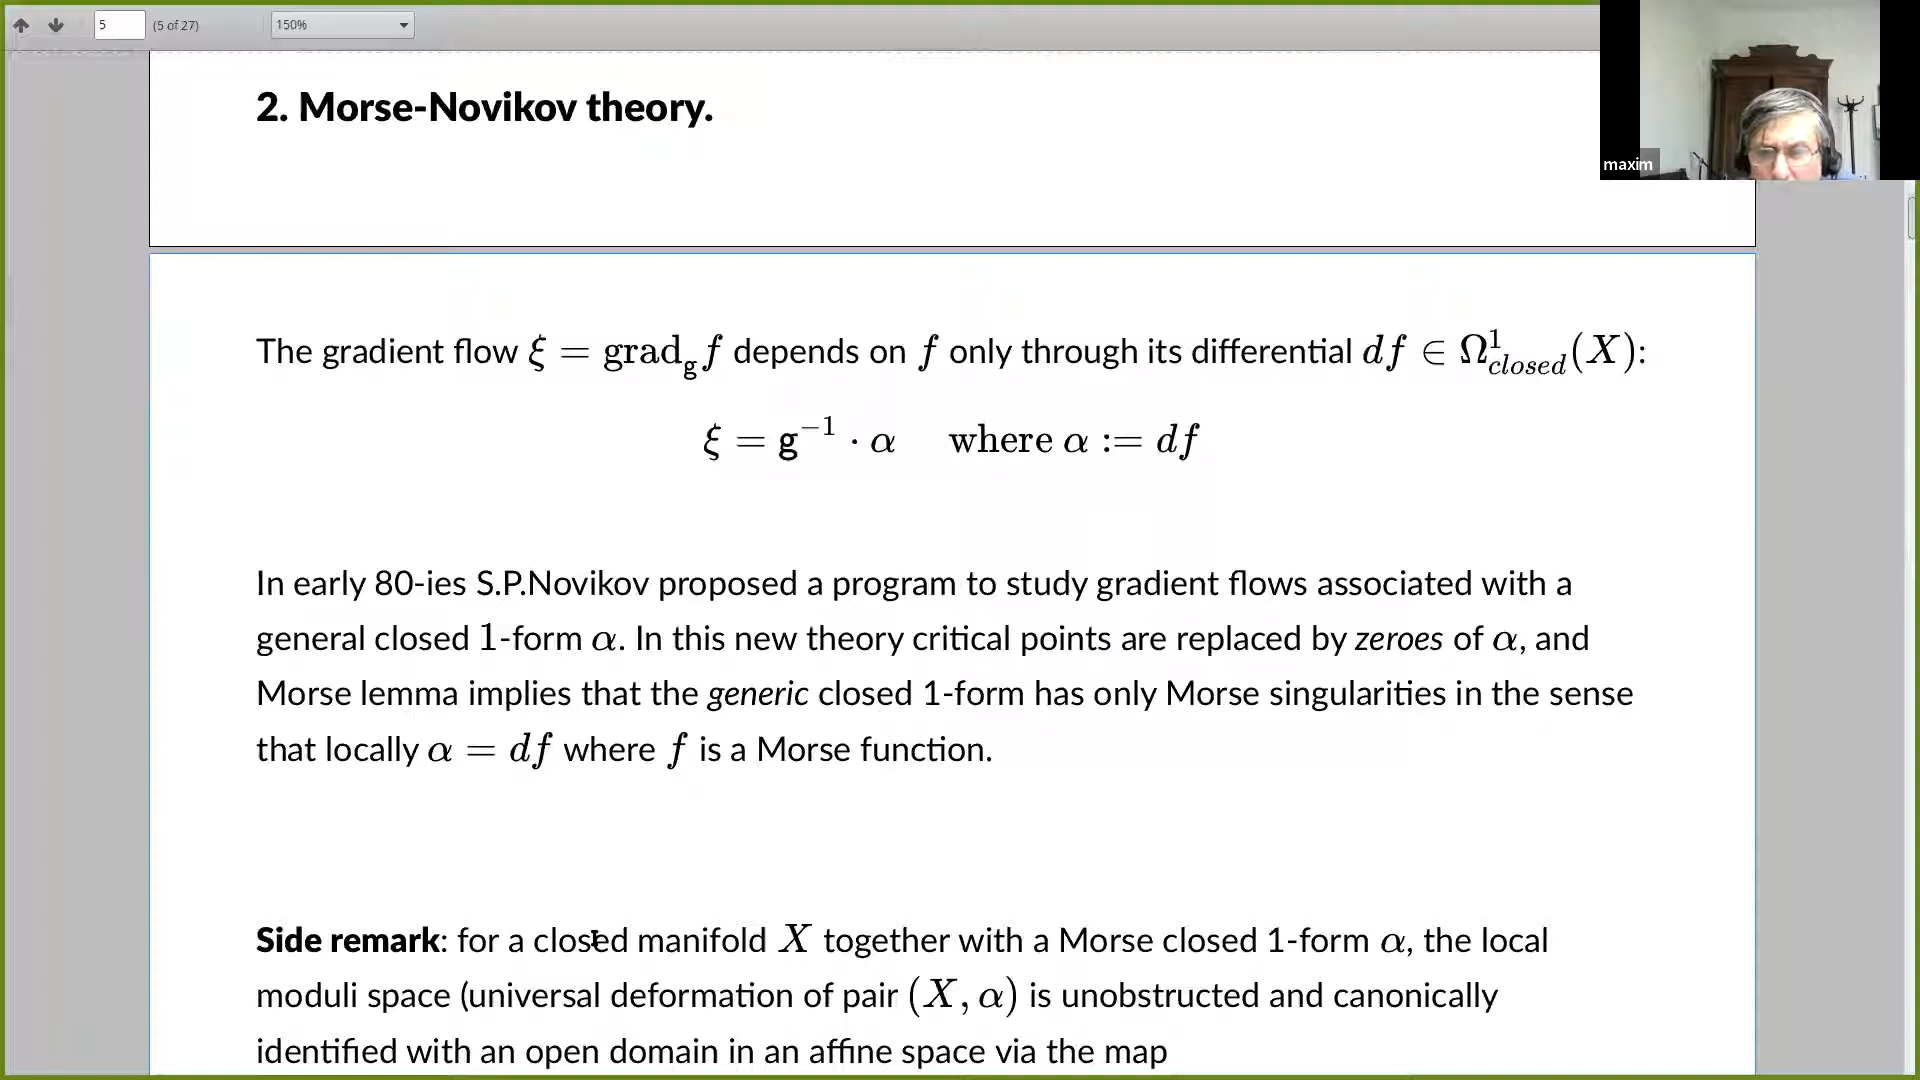 5 (5 of 27) 150%
maxim
2. Morse-Novikov theory.
The gradient flow ξ = grad_g f depends on f only through its differential df ∈ Ω¹_closed(X):
ξ = g⁻¹ · α where α := df
In early 80-ies S.P.Novikov proposed a program to study gradient flows associated with a
general closed 1-form α. In this new theory critical points are replaced by zeroes of α, and
Morse lemma implies that the generic closed 1-form has only Morse singularities in the sense
that locally α = df where f is a Morse function.
Side remark: for a closed manifold X together with a Morse closed 1-form α, the local
moduli space (universal deformation of pair (X, α) is unobstructed and canonically
identified with an open domain in an affine space via the map